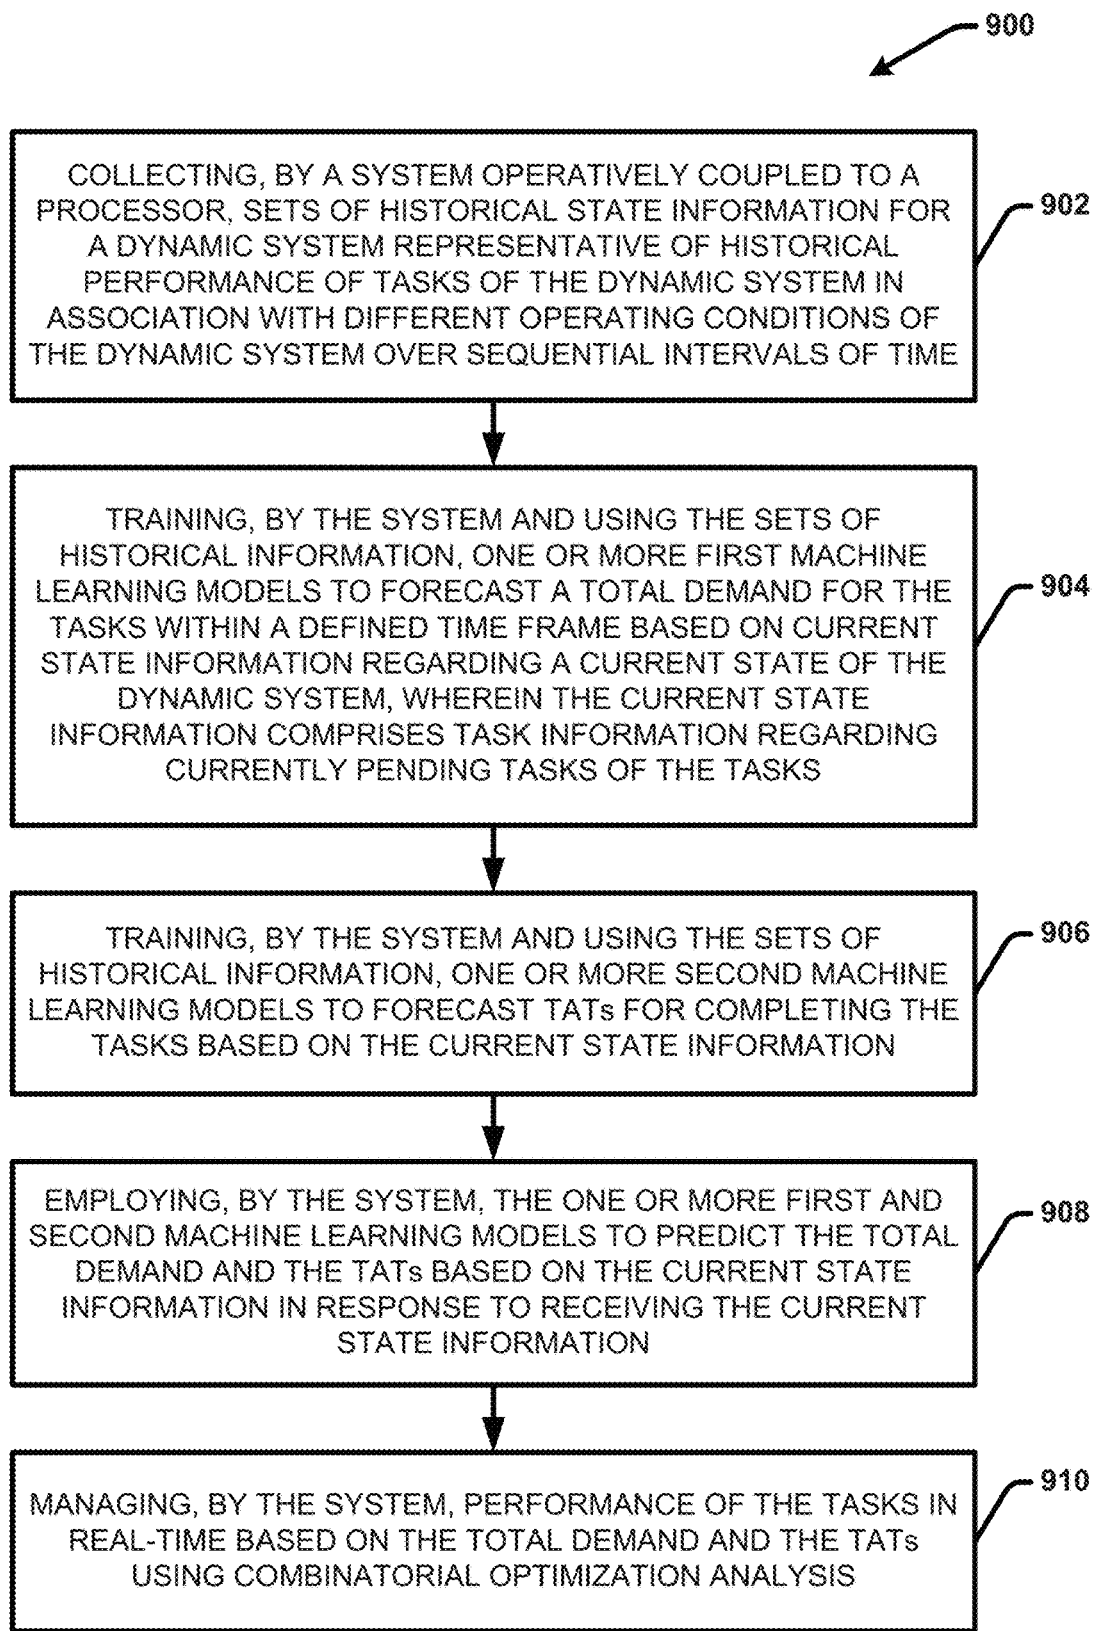 900
COLLECTING, BY A SYSTEM OPERATIVELY COUPLED TO A
PROCESSOR, SETS OF HISTORICAL STATE INFORMATION FOR
A DYNAMIC SYSTEM REPRESENTATIVE OF HISTORICAL
PERFORMANCE OF TASKS OF THE DYNAMIC SYSTEM IN
ASSOCIATION WITH DIFFERENT OPERATING CONDITIONS OF
THE DYNAMIC SYSTEM OVER SEQUENTIAL INTERVALS OF TIME
902
TRAINING, BY THE SYSTEM AND USING THE SETS OF
HISTORICAL INFORMATION, ONE OR MORE FIRST MACHINE
LEARNING MODELS TO FORECAST A TOTAL DEMAND FOR THE
TASKS WITHIN A DEFINED TIME FRAME BASED ON CURRENT
STATE INFORMATION REGARDING A CURRENT STATE OF THE
DYNAMIC SYSTEM, WHEREIN THE CURRENT STATE
INFORMATION COMPRISES TASK INFORMATION REGARDING
CURRENTLY PENDING TASKS OF THE TASKS
904
TRAINING, BY THE SYSTEM AND USING THE SETS OF
HISTORICAL INFORMATION, ONE OR MORE SECOND MACHINE
LEARNING MODELS TO FORECAST TATs FOR COMPLETING THE
TASKS BASED ON THE CURRENT STATE INFORMATION
906
EMPLOYING, BY THE SYSTEM, THE ONE OR MORE FIRST AND
SECOND MACHINE LEARNING MODELS TO PREDICT THE TOTAL
DEMAND AND THE TATs BASED ON THE CURRENT STATE
INFORMATION IN RESPONSE TO RECEIVING THE CURRENT
STATE INFORMATION
908
MANAGING, BY THE SYSTEM, PERFORMANCE OF THE TASKS IN
REAL-TIME BASED ON THE TOTAL DEMAND AND THE TATs
USING COMBINATORIAL OPTIMIZATION ANALYSIS
910